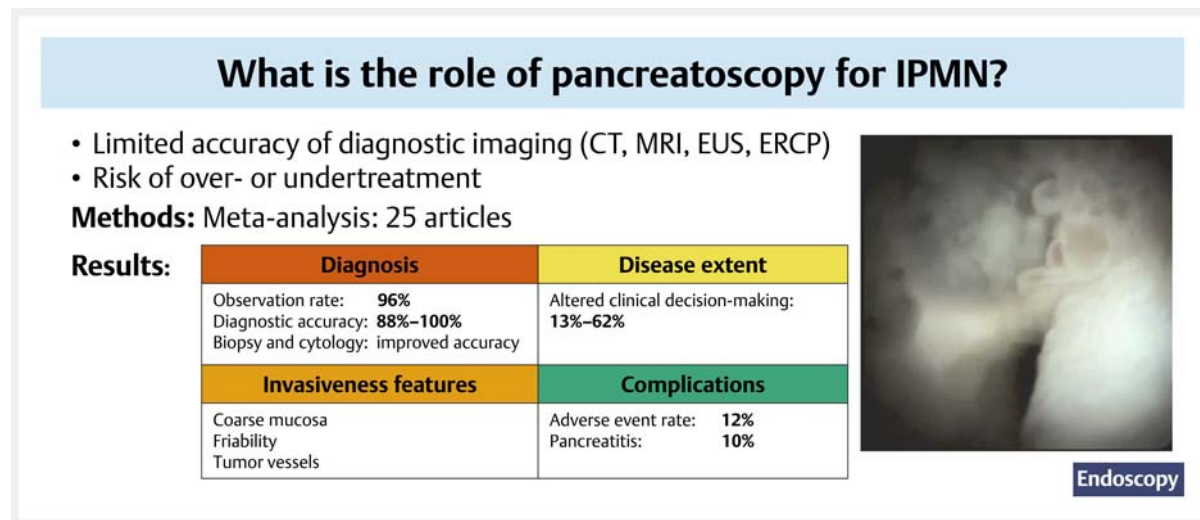 What is the role of pancreatoscopy for IPMN?
• Limited accuracy of diagnostic imaging (CT, MRI, EUS, ERCP)
• Risk of over- or undertreatment
Methods: Meta-analysis: 25 articles
Results:
Diagnosis
Observation rate: 96%
Diagnostic accuracy: 88%–100%
Biopsy and cytology: improved accuracy
Disease extent
Altered clinical decision-making:
13%–62%
Invasiveness features
Coarse mucosa
Friability
Tumor vessels
Complications
Adverse event rate: 12%
Pancreatitis: 10%
Endoscopy